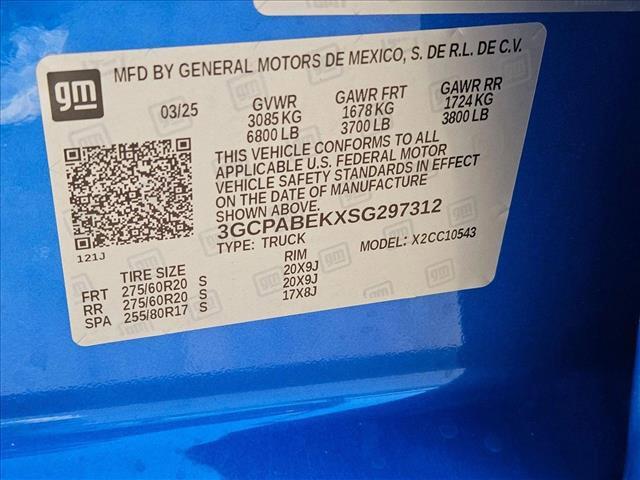 gm
MFD BY GENERAL MOTORS DE MEXICO, S. DE R.L. DE C.V.
03/25 GVWR GAWR FRT GAWR RR
3085 KG 1678 KG 1724 KG
6800 LB 3700 LB 3800 LB
THIS VEHICLE CONFORMS TO ALL
APPLICABLE U.S. FEDERAL MOTOR
VEHICLE SAFETY STANDARDS IN EFFECT
ON THE DATE OF MANUFACTURE
SHOWN ABOVE.
3GCPABEKXSG297312
TYPE: TRUCK MODEL: X2CC10543
121J
TIRE SIZE RIM
FRT 275/60R20 S 20X9J
RR 275/60R20 S 20X9J
SPA 255/80R17 S 17X8J